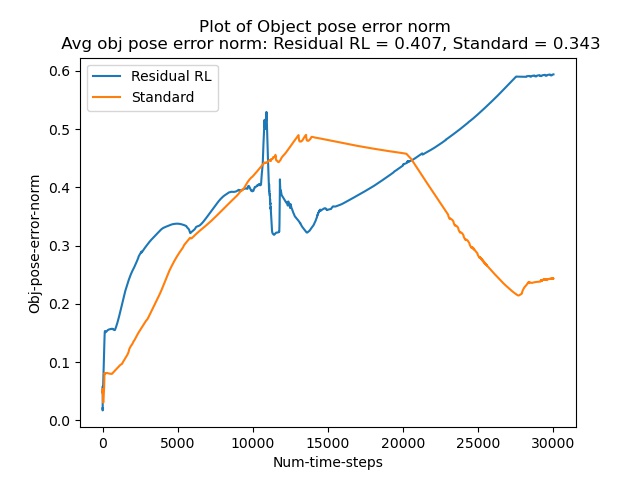 Plot of Object pose error norm
Avg obj pose error norm: Residual RL = 0.407, Standard = 0.343
Residual RL
Standard
0.6
0.5
0.4
0.3
0.2
0.1
0.0
Obj-pose-error-norm
0 5000 10000 15000 20000 25000 30000
Num-time-steps